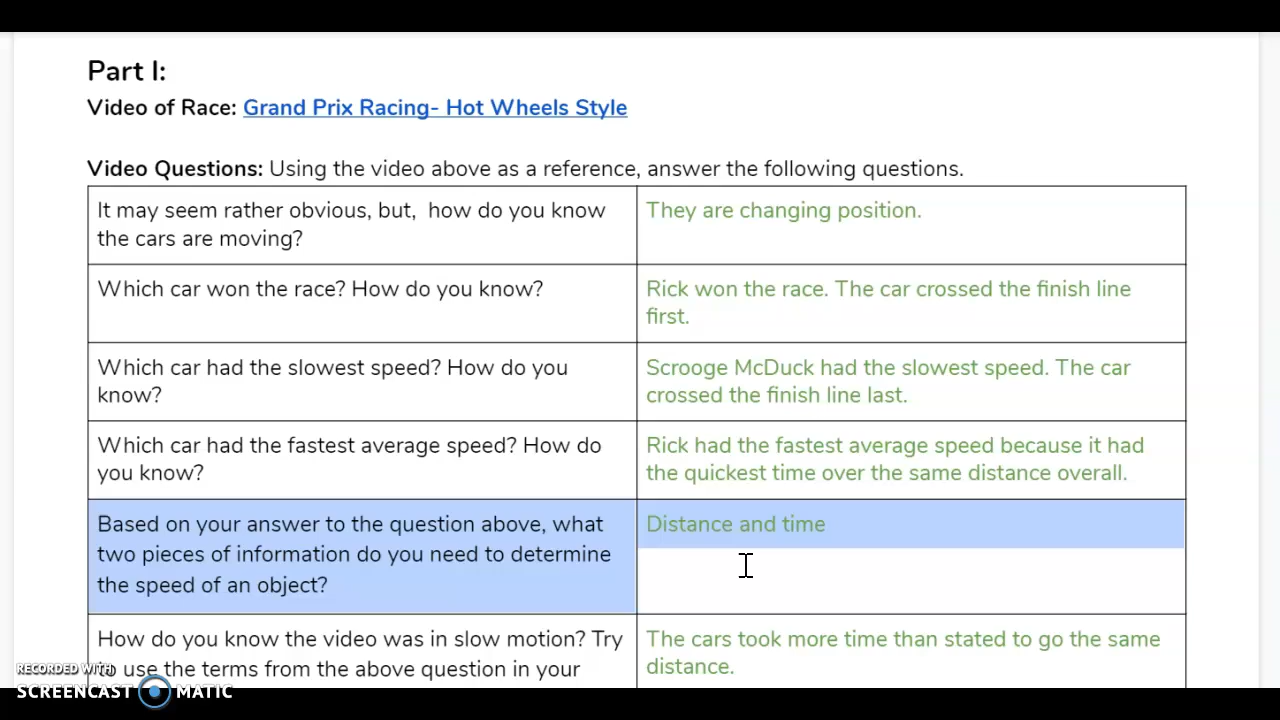 Part I:
Video of Race: Grand Prix Racing- Hot Wheels Style
Video Questions: Using the video above as a reference, answer the following questions.
It may seem rather obvious, but, how do you know
the cars are moving?
They are changing position.
Which car won the race? How do you know?
Rick won the race. The car crossed the finish line
first.
Which car had the slowest speed? How do you
know?
Scrooge McDuck had the slowest speed. The car
crossed the finish line last.
Which car had the fastest average speed? How do
you know?
Rick had the fastest average speed because it had
the quickest time over the same distance overall.
Based on your answer to the question above, what
two pieces of information do you need to determine
the speed of an object?
Distance and time
How do you know the video was in slow motion? Try
to use the terms from the above question in your
The cars took more time than stated to go the same
distance.
RECORDED WITH
SCREENCAST MATIC